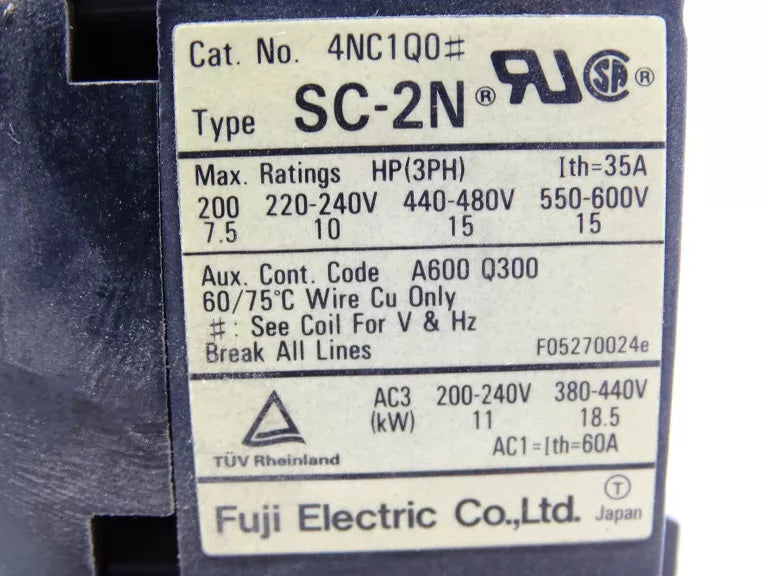 Cat. No. 4NC1Q0#
Type SC-2N ® RU SA ®
Max. Ratings HP(3PH) Ith=35A
200 220-240V 440-480V 550-600V
7.5 10 15 15
Aux. Cont. Code A600 Q300
60/75°C Wire Cu Only
#: See Coil For V & Hz
Break All Lines F05270024e
AC3 200-240V 380-440V
(kW) 11 18.5
AC1=Ith=60A
TÜV Rheinland
Fuji Electric Co.,Ltd. T Japan